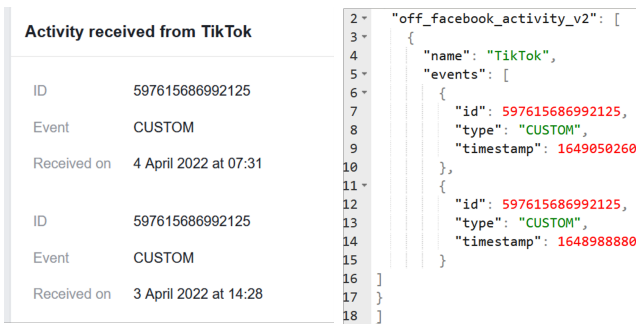 Activity received from TikTok
ID 597615686992125
Event CUSTOM
Received on 4 April 2022 at 07:31
ID 597615686992125
Event CUSTOM
Received on 3 April 2022 at 14:28
2 "off_facebook_activity_v2": [
3 {
4 "name": "TikTok",
5 "events": [
6 {
7 "id": 597615686992125,
8 "type": "CUSTOM",
9 "timestamp": 1649050260
10 },
11 {
12 "id": 597615686992125,
13 "type": "CUSTOM",
14 "timestamp": 1648988880
15 }
16 ]
17 }
18 ]